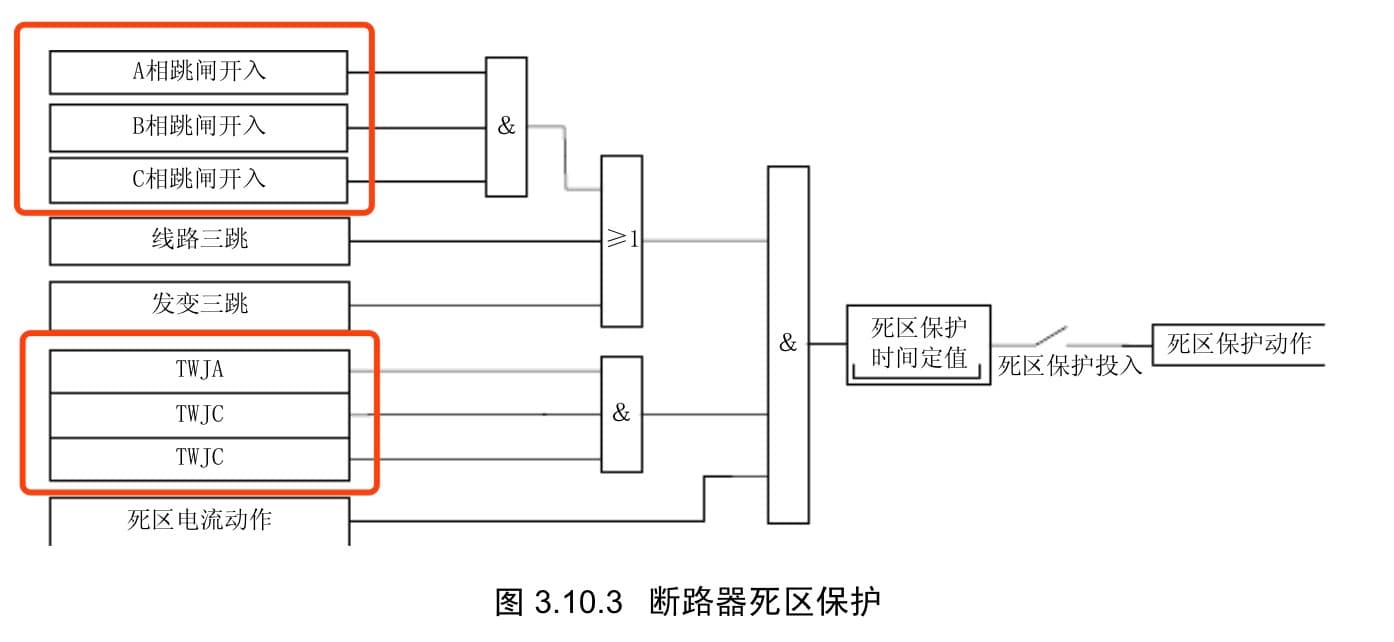 A相跳闸开入
B相跳闸开入
&
C相跳闸开入
线路三跳
≥1
发变三跳
死区保护
时间定值
&
死区保护动作
死区保护投入
TWJA
TWJC
&
TWJC
死区电流动作
图 3.10.3 断路器死区保护